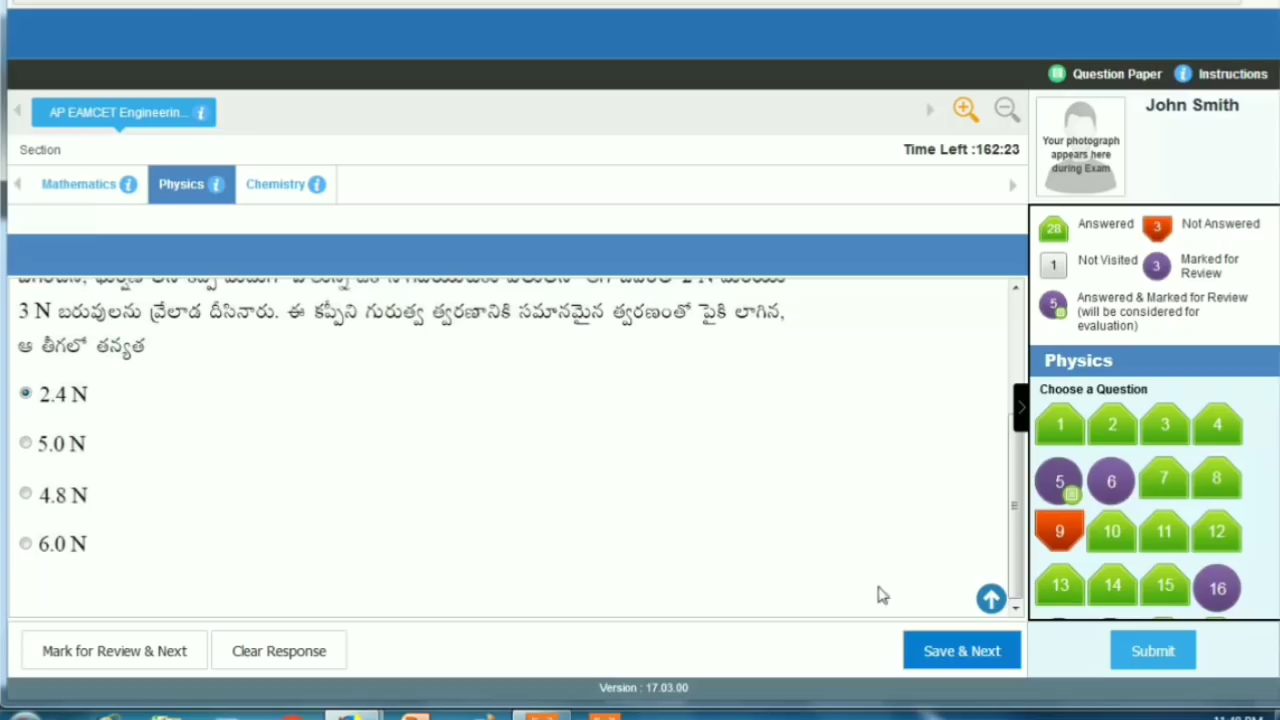 Question Paper
Instructions
AP EAMCET Engineerin...
John Smith
Your photograph
appears here
during Exam
Section
Time Left :162:23
Mathematics
Physics
Chemistry
28 Answered
3 Not Answered
1 Not Visited
3 Marked for
Review
5 Answered & Marked for Review
(will be considered for
evaluation)
2 N మరియు
3 N బరువులను వ్రేలాడ దీసినారు. ఈ కప్పీని గురుత్వ త్వరణానికి సమానమైన త్వరణంతో పైకి లాగిన,
ఆ తీగలో తన్యత
2.4 N
5.0 N
4.8 N
6.0 N
Physics
Choose a Question
1 2 3 4
5 6 7 8
9 10 11 12
13 14 15 16
Mark for Review & Next
Clear Response
Save & Next
Submit
Version : 17.03.00